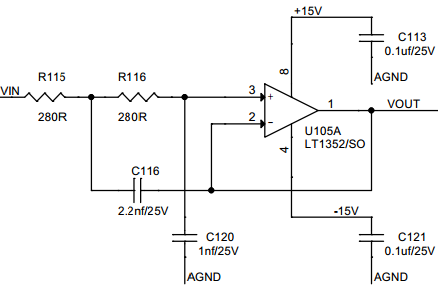 +15V
C113
0.1uf/25V
AGND
R115
R116
8
VIN
3
+
280R
280R
1
VOUT
2
−
U105A
LT1352/SO
4
C116
2.2nf/25V
-15V
C120
1nf/25V
C121
0.1uf/25V
AGND
AGND